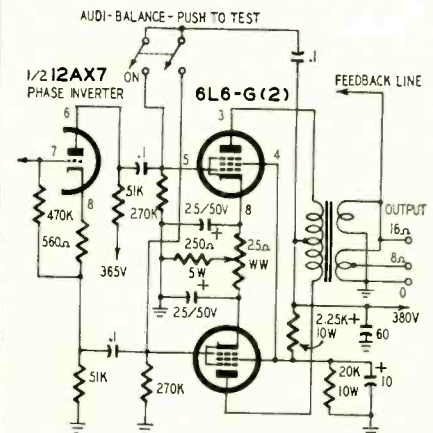 AUDI-BALANCE-PUSH TO TEST
.1
ON
1/2 12AX7
PHASE INVERTER
6L6-G(2)
FEEDBACK LINE
6
3
7
.1
5
4
8
51K
270K
25/50V
8
OUTPUT
470K
560Ω
365V
250Ω
5W
25Ω
WW
16Ω
8Ω
0
+
25/50V
2.25K
10W
+
60
380V
.1
51K
270K
20K
10W
+
10